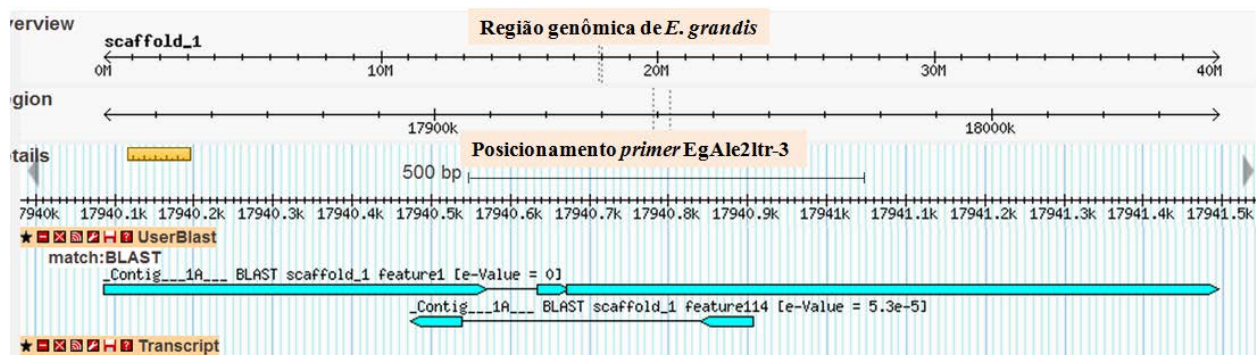 verview
Região genômica de E. grandis
scaffold_1
0M 10M 20M 30M 40M
gion
17900k 18000k
tails
Posicionamento primer EgAle2ltr-3
500 bp
7940k 17940.1k 17940.2k 17940.3k 17940.4k 17940.5k 17940.6k 17940.7k 17940.8k 17940.9k 17941k 17941.1k 17941.2k 17941.3k 17941.4k 17941.5k
UserBlast
match:BLAST
_Contig___1A___ BLAST scaffold_1 feature1 [e-Value = 0]
_Contig___1A___ BLAST scaffold_1 feature114 [e-Value = 5.3e-5]
Transcript